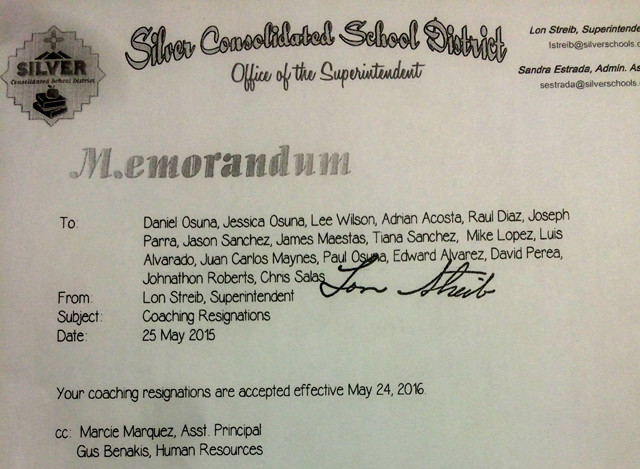 Silver Consolidated School District
Office of the Superintendent
Lon Streib, Superintende
lstreib@silverschools.
Sandra Estrada, Admin. As
sestrada@silverschools.
SILVER
Consolidated School District
M.emorandum
To: Daniel Osuna, Jessica Osuna, Lee Wilson, Adrian Acosta, Raul Diaz, Joseph
Parra, Jason Sanchez, James Maestas, Tiana Sanchez, Mike Lopez, Luis
Alvarado, Juan Carlos Maynes, Paul Osuna, Edward Alvarez, David Perea,
Johnathon Roberts, Chris Salas
Lon Streib
From: Lon Streib, Superintendent
Subject: Coaching Resignations
Date: 25 May 2015
Your coaching resignations are accepted effective May 24, 2016.
cc: Marcie Marquez, Asst. Principal
Gus Benakis, Human Resources